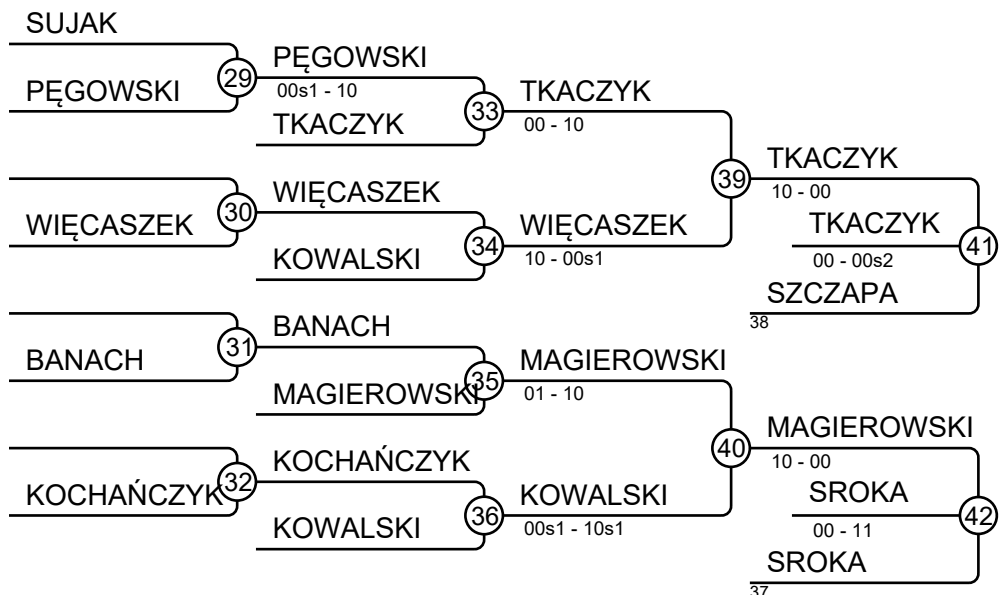 SUJAK
29
PĘGOWSKI
PĘGOWSKI
00s1 - 10
TKACZYK
33
TKACZYK
00 - 10
WIĘCASZEK
30
WIĘCASZEK
KOWALSKI
34
WIĘCASZEK
10 - 00s1
39
TKACZYK
10 - 00
TKACZYK
00 - 00s2
41
SZCZAPA
38
BANACH
31
BANACH
MAGIEROWSKI
35
MAGIEROWSKI
01 - 10
KOCHAŃCZYK
32
KOCHAŃCZYK
KOWALSKI
36
KOWALSKI
00s1 - 10s1
40
MAGIEROWSKI
10 - 00
SROKA
00 - 11
42
SROKA
37